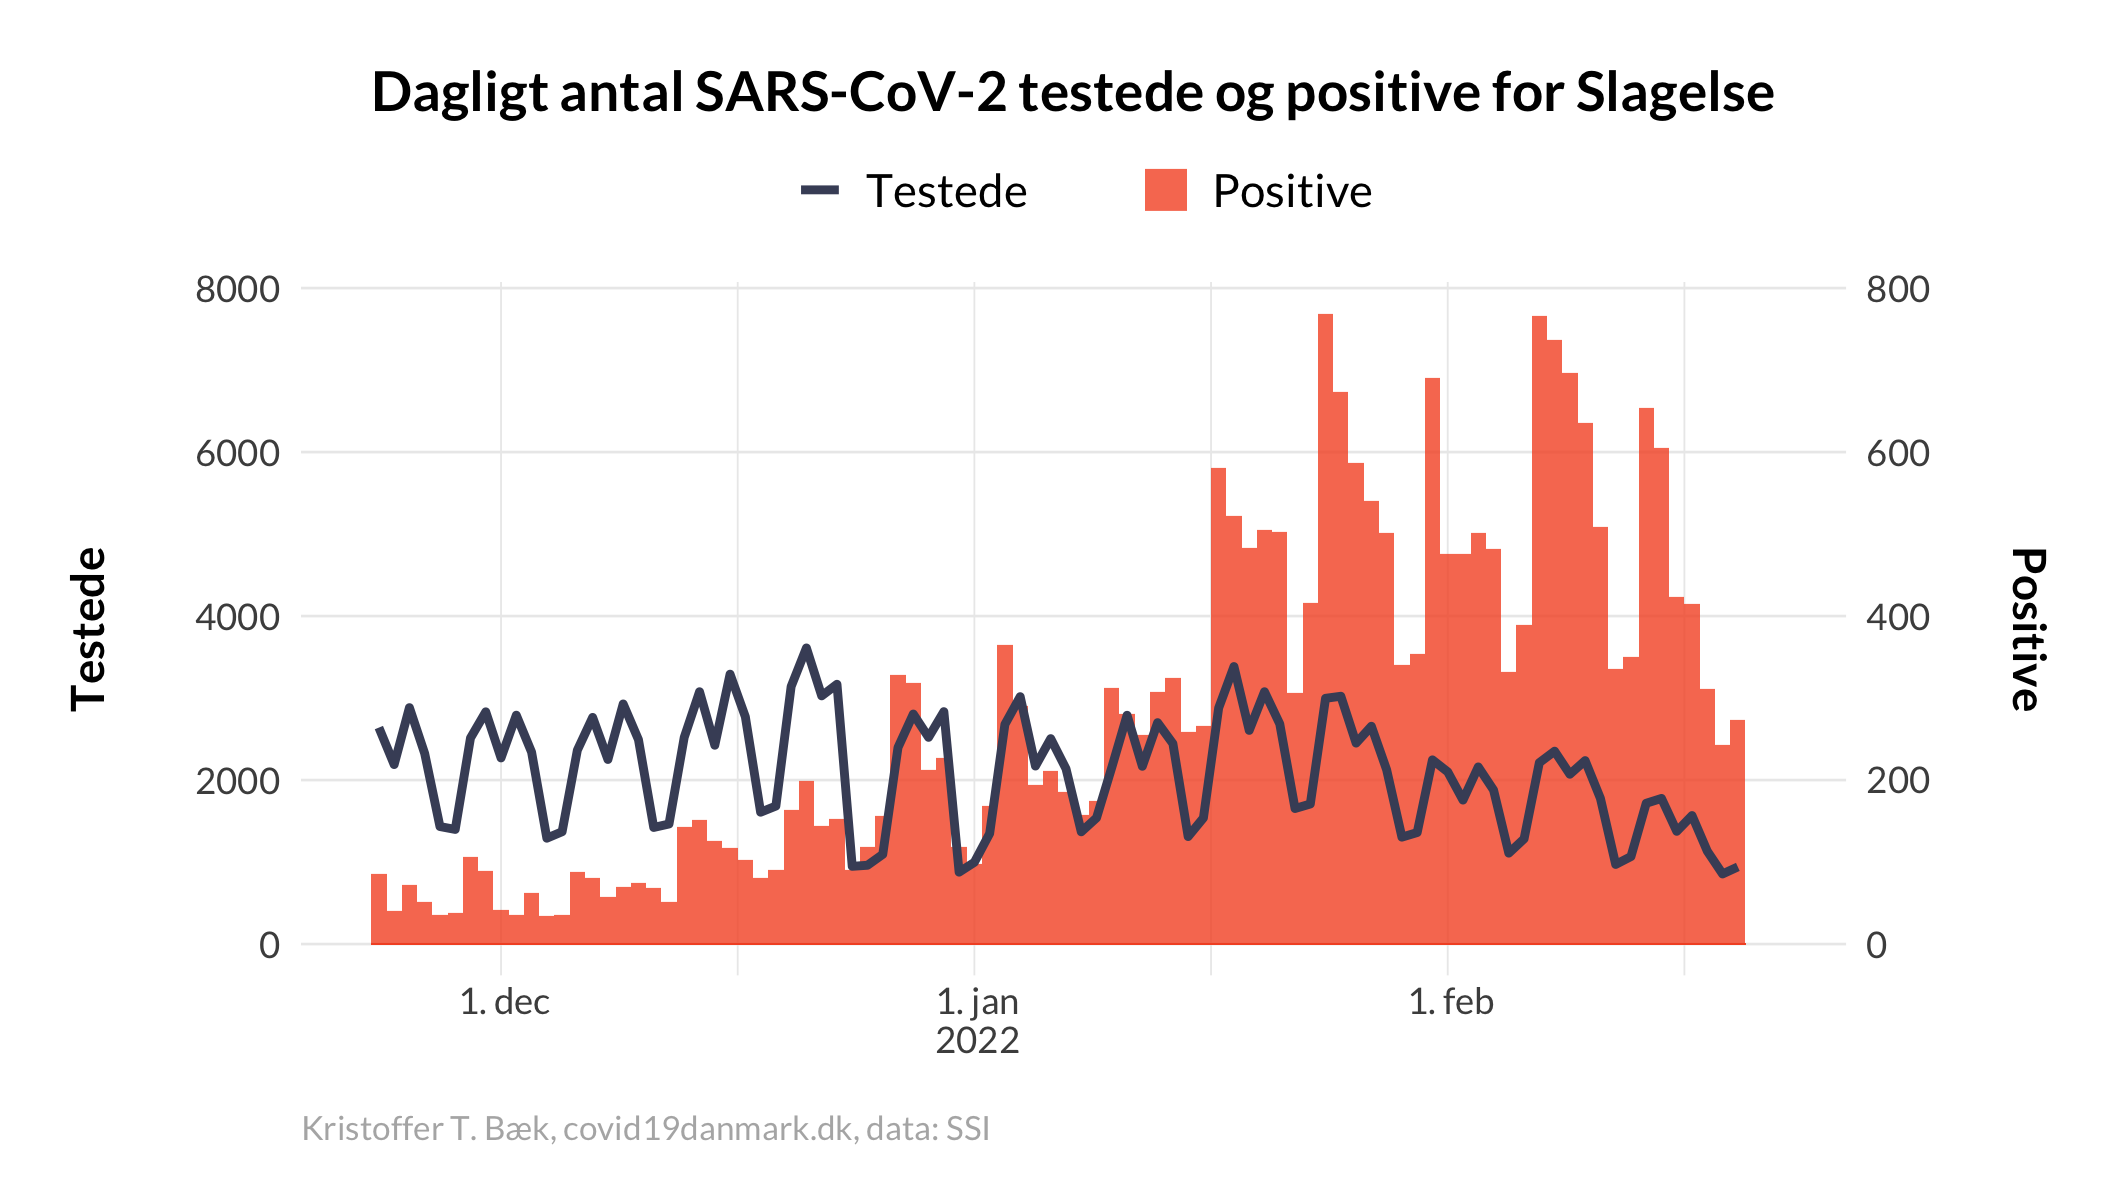 Dagligt antal SARS-CoV-2 testede og positive for Slagelse
Testede
Positive
8000
6000
4000
2000
0
800
600
400
200
0
Testede
Positive
1. dec
1. jan
2022
1. feb
Kristoffer T. Bæk, covid19danmark.dk, data: SSI